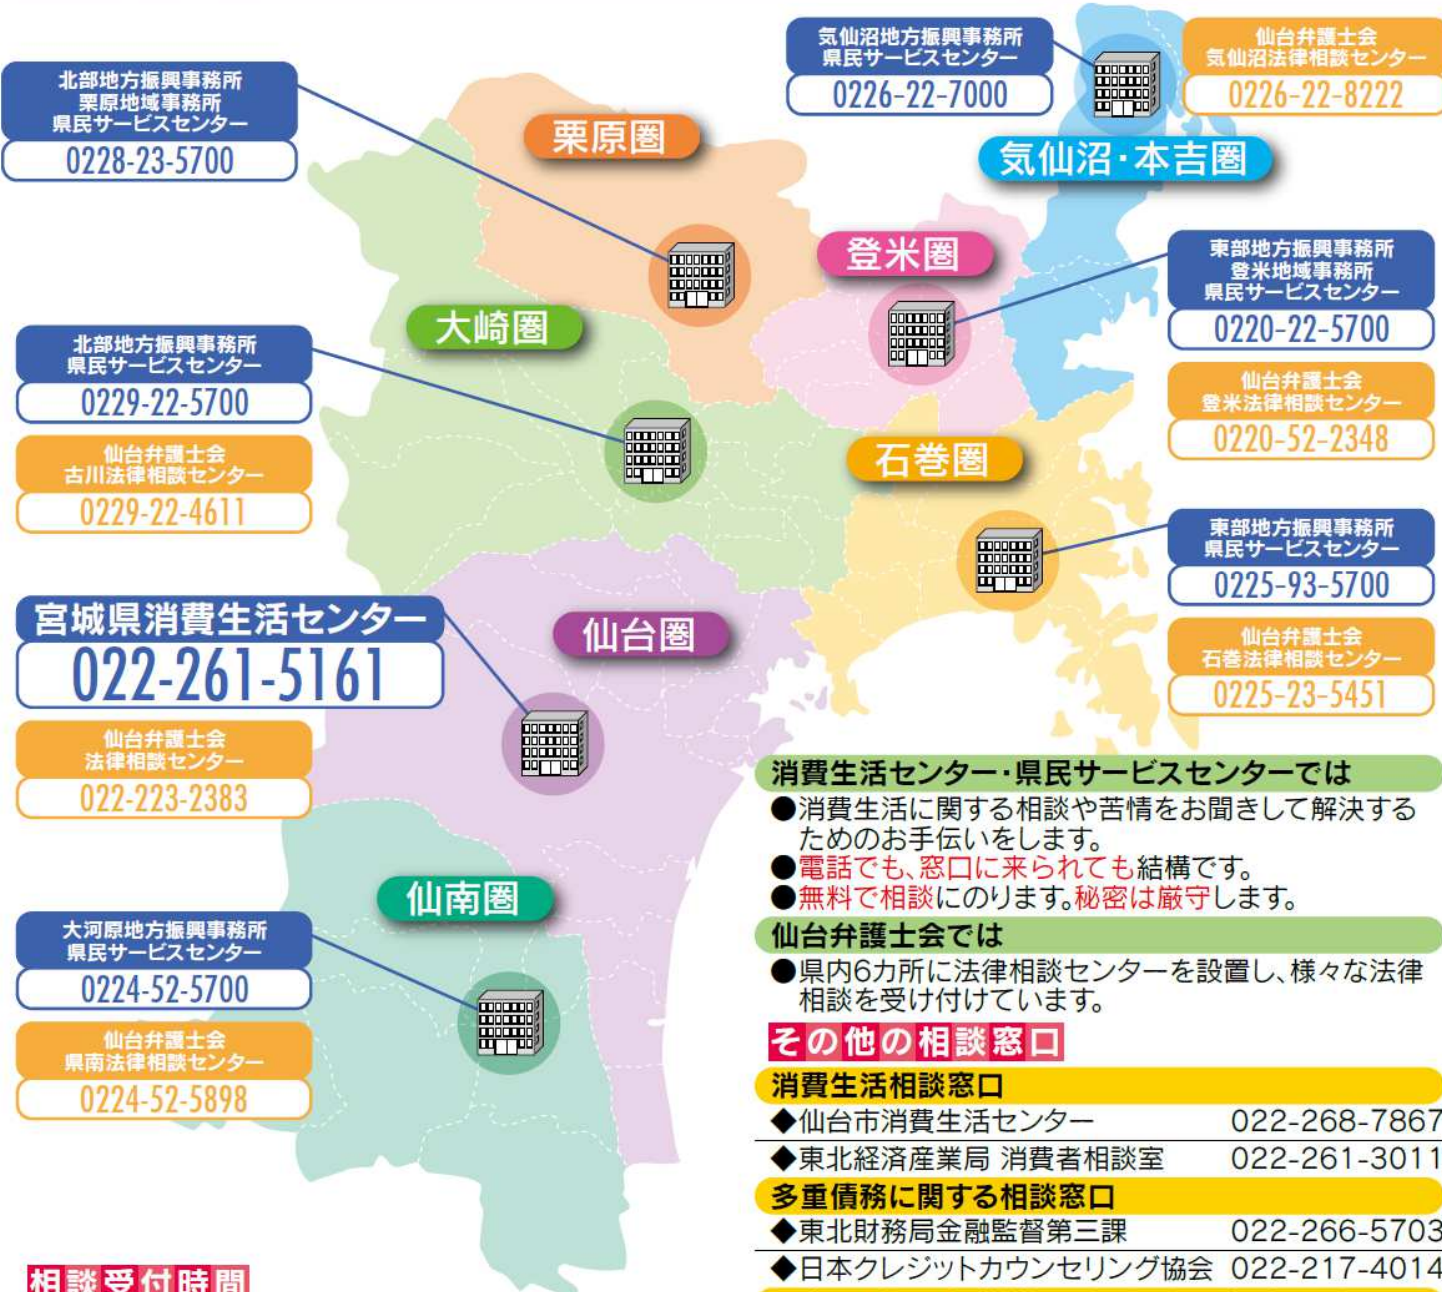 気仙沼地方振興事務所
県民サービスセンター
0226-22-7000
仙台弁護士会
気仙沼法律相談センター
0226-22-8222
北部地方振興事務所
栗原地域事務所
県民サービスセンター
0228-23-5700
栗原圏
気仙沼・本吉圏
登米圏
東部地方振興事務所
登米地域事務所
県民サービスセンター
0220-22-5700
大崎圏
北部地方振興事務所
県民サービスセンター
0229-22-5700
仙台弁護士会
登米法律相談センター
0220-52-2348
仙台弁護士会
古川法律相談センター
0229-22-4611
石巻圏
東部地方振興事務所
県民サービスセンター
0225-93-5700
宮城県消費生活センター
022-261-5161
仙台圏
仙台弁護士会
石巻法律相談センター
0225-23-5451
仙台弁護士会
法律相談センター
022-223-2383
仙南圏
大河原地方振興事務所
県民サービスセンター
0224-52-5700
仙台弁護士会
県南法律相談センター
0224-52-5898
消費生活センター・県民サービスセンターでは
●消費生活に関する相談や苦情をお聞きして解決する
ためのお手伝いをします。
●電話でも、窓口に来られても結構です。
●無料で相談にのります。秘密は厳守します。
仙台弁護士会では
●県内6カ所に法律相談センターを設置し、様々な法律
相談を受け付けています。
その他の相談窓口
消費生活相談窓口
◆仙台市消費生活センター 022-268-7867
◆東北経済産業局 消費者相談室 022-261-3011
多重債務に関する相談窓口
◆東北財務局金融監督第三課 022-266-5703
◆日本クレジットカウンセリング協会 022-217-4014
相談受付時間